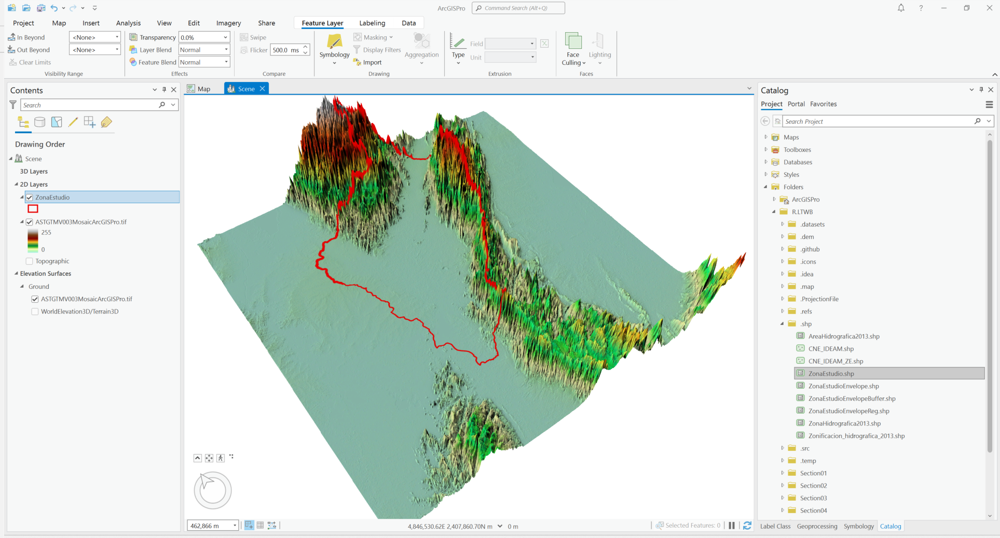 ArcGISPro
Command Search (Alt+Q)
?
Project Map Insert Analysis View Edit Imagery Share Feature Layer Labeling Data
In Beyond <None>
Out Beyond <None>
Clear Limits
Visibility Range
Transparency 0.0%
Layer Blend Normal
Feature Blend Normal
Effects
Swipe
Flicker 500.0 ms
Compare
Symbology
Masking
Display Filters
Import
Aggregation
Drawing
Type
Field
Unit
Extrusion
Face
Culling
Lighting
Faces
Contents
Search
Drawing Order
Scene
3D Layers
2D Layers
ZonaEstudio
ASTGTMV003MosaicArcGISPro.tif
255
0
Topographic
Elevation Surfaces
Ground
ASTGTMV003MosaicArcGISPro.tif
WorldElevation3D/Terrain3D
Map
Scene
462,866 m
4,846,530.62E 2,407,860.70N m
0 m
Selected Features: 0
Catalog
Project Portal Favorites
Search Project
Maps
Toolboxes
Databases
Styles
Folders
ArcGISPro
R.LTWB
.datasets
.dem
.github
.icons
.idea
.map
.ProjectionFile
.refs
.shp
AreaHidrografica2013.shp
CNE_IDEAM.shp
CNE_IDEAM_ZE.shp
ZonaEstudio.shp
ZonaEstudioEnvelope.shp
ZonaEstudioEnvelopeBuffer.shp
ZonaEstudioEnvelopeReg.shp
ZonaHidrografica2013.shp
Zonificacion_hidrografica_2013.shp
.src
.temp
Section01
Section02
Section03
Section04
Label Class Geoprocessing Symbology Catalog